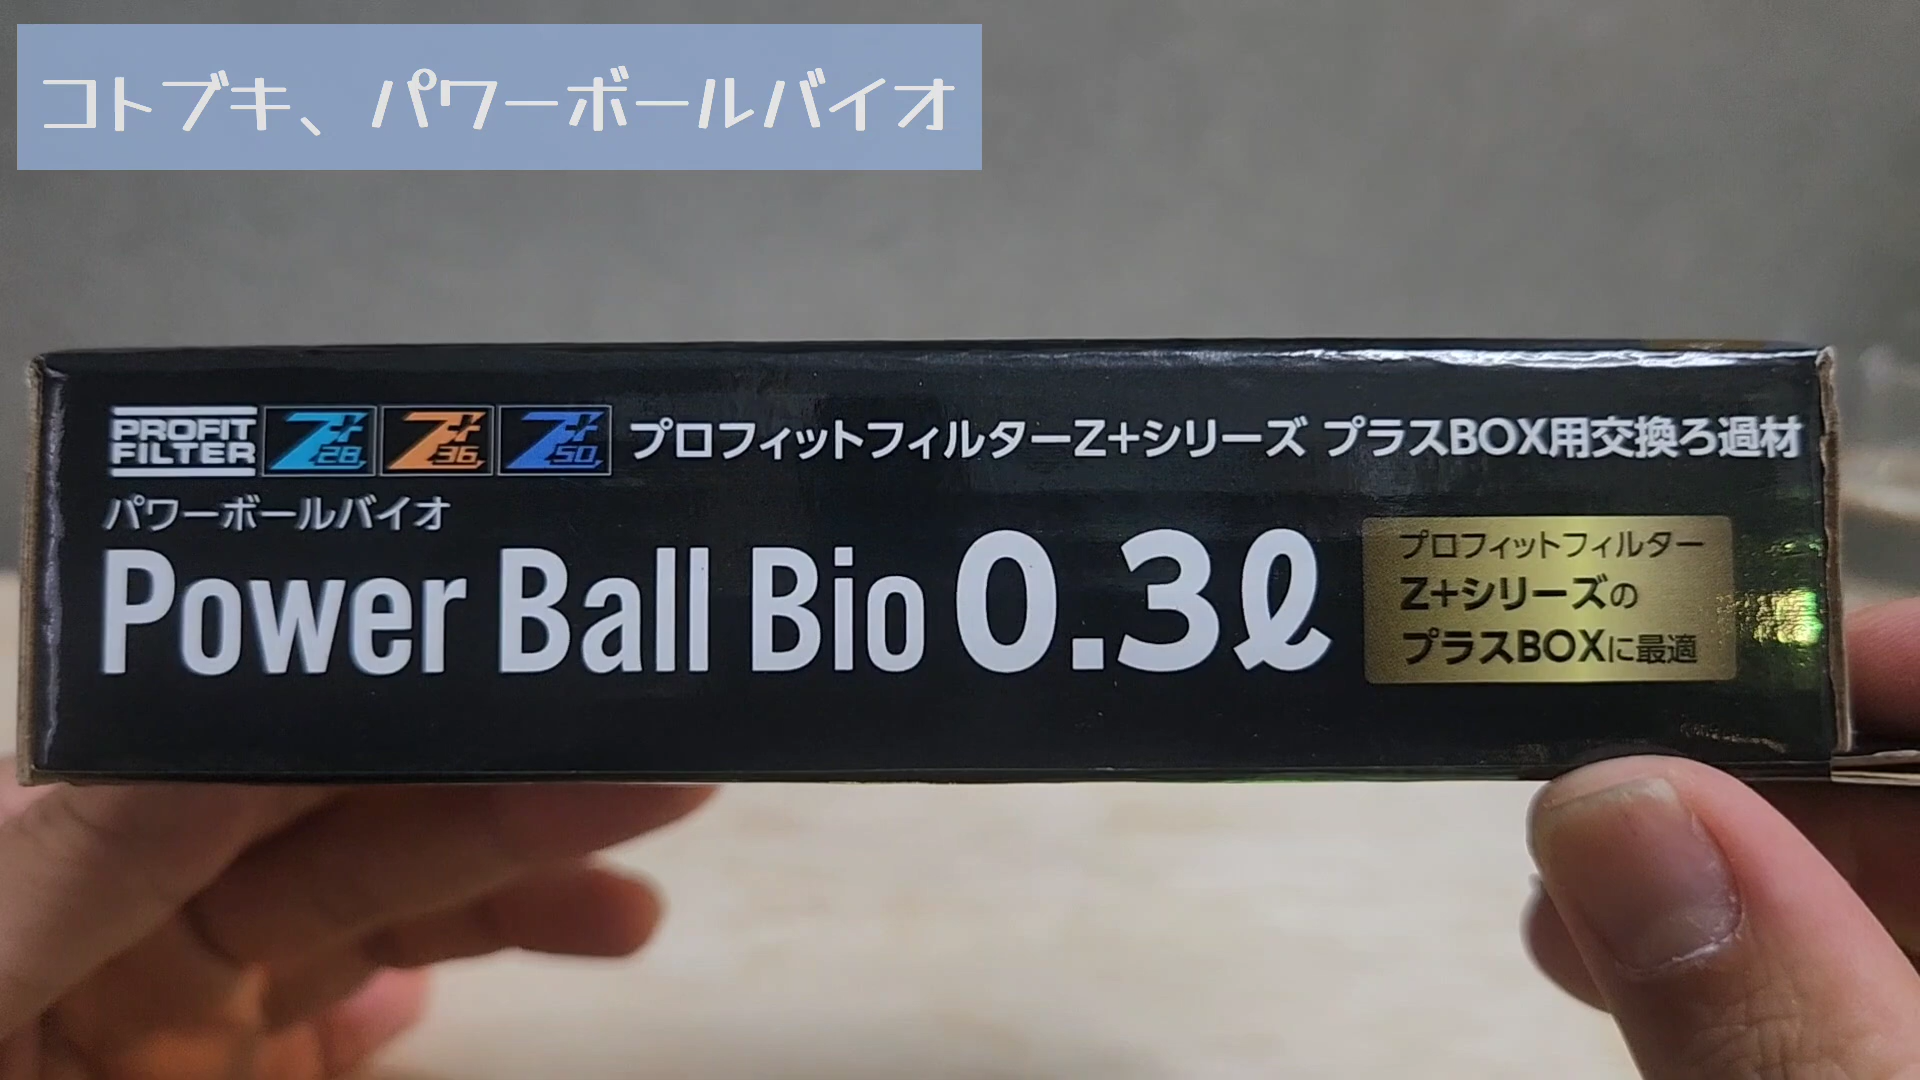 コトブキ、パワーボールバイオ
PROFIT FILTER Z+28 Z+36 Z+50 プロフィットフィルターZ+シリーズ プラスBOX用交換ろ過材
パワーボールバイオ
Power Ball Bio 0.3ℓ
プロフィットフィルター
Z+シリーズの
プラスBOXに最適